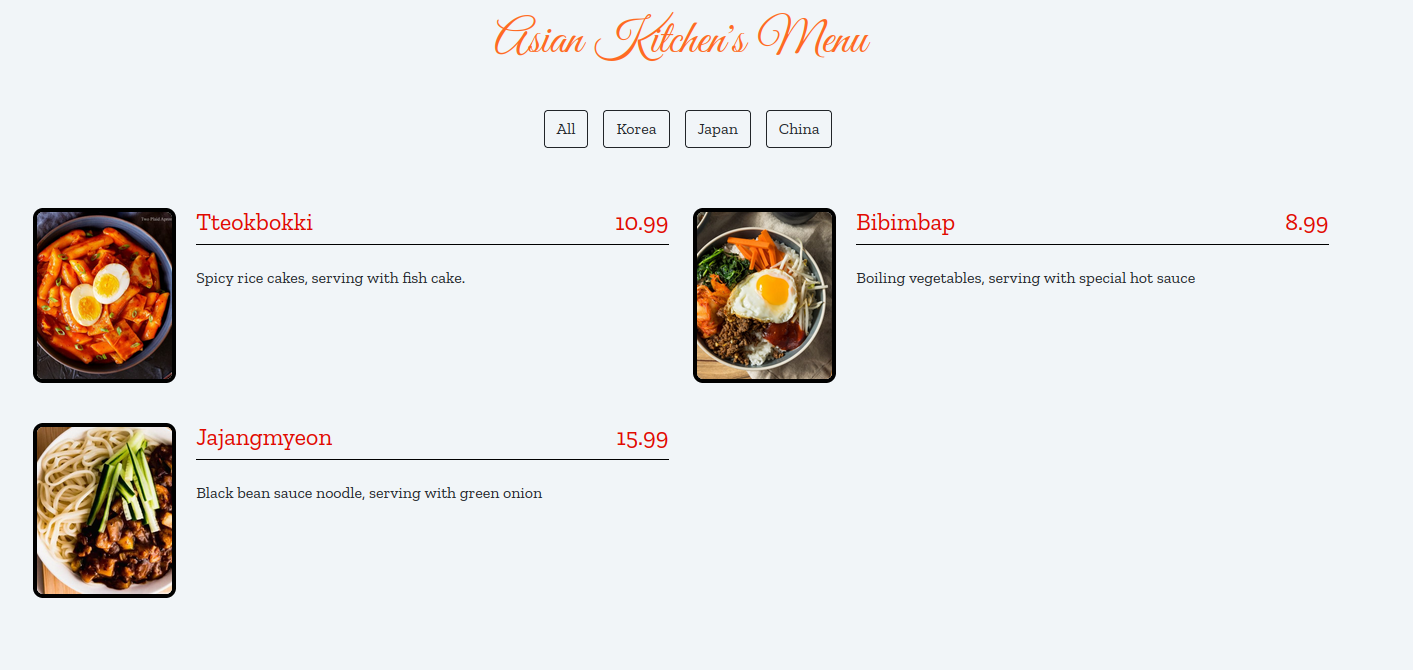 Asian Kitchen's Menu
All Korea Japan China
Tteokbokki 10.99
Spicy rice cakes, serving with fish cake.
Bibimbap 8.99
Boiling vegetables, serving with special hot sauce
Jajangmyeon 15.99
Black bean sauce noodle, serving with green onion